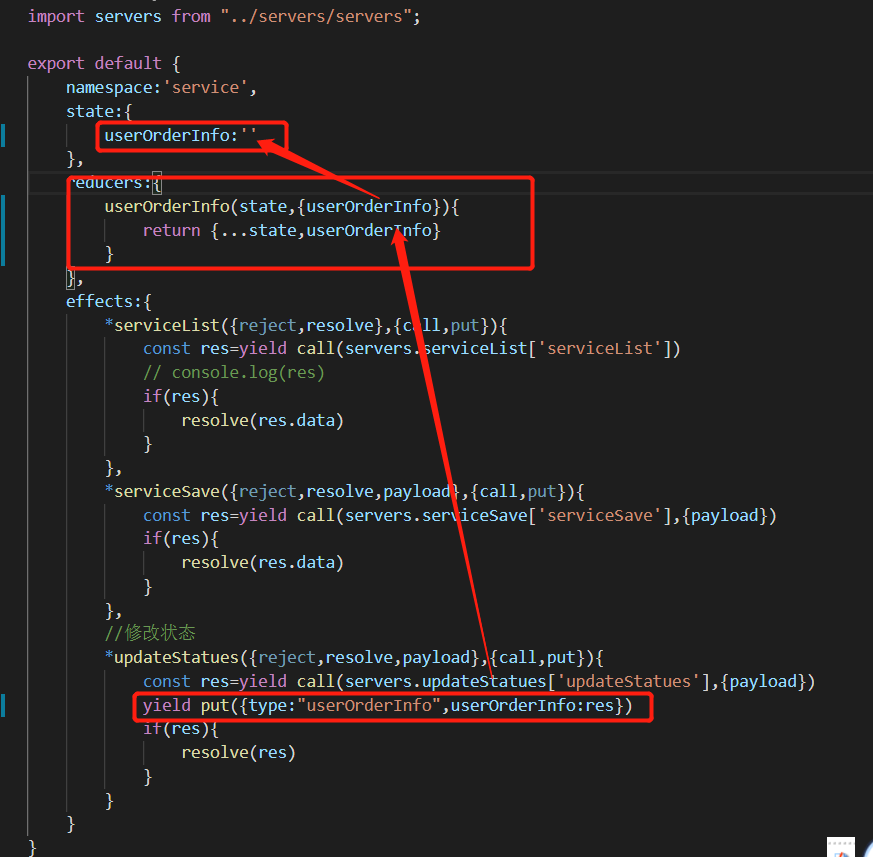 import servers from "../servers/servers";
export default {
namespace:'service',
state:{
userOrderInfo:''
},
reducers:{
userOrderInfo(state,{userOrderInfo}){
return {...state,userOrderInfo}
}
},
effects:{
*serviceList({reject,resolve},{call,put}){
const res=yield call(servers.serviceList['serviceList'])
// console.log(res)
if(res){
resolve(res.data)
}
},
*serviceSave({reject,resolve,payload},{call,put}){
const res=yield call(servers.serviceSave['serviceSave'],{payload})
if(res){
resolve(res.data)
}
},
//修改状态
*updateStatues({reject,resolve,payload},{call,put}){
const res=yield call(servers.updateStatues['updateStatues'],{payload})
yield put({type:"userOrderInfo",userOrderInfo:res})
if(res){
resolve(res)
}
}
}
}